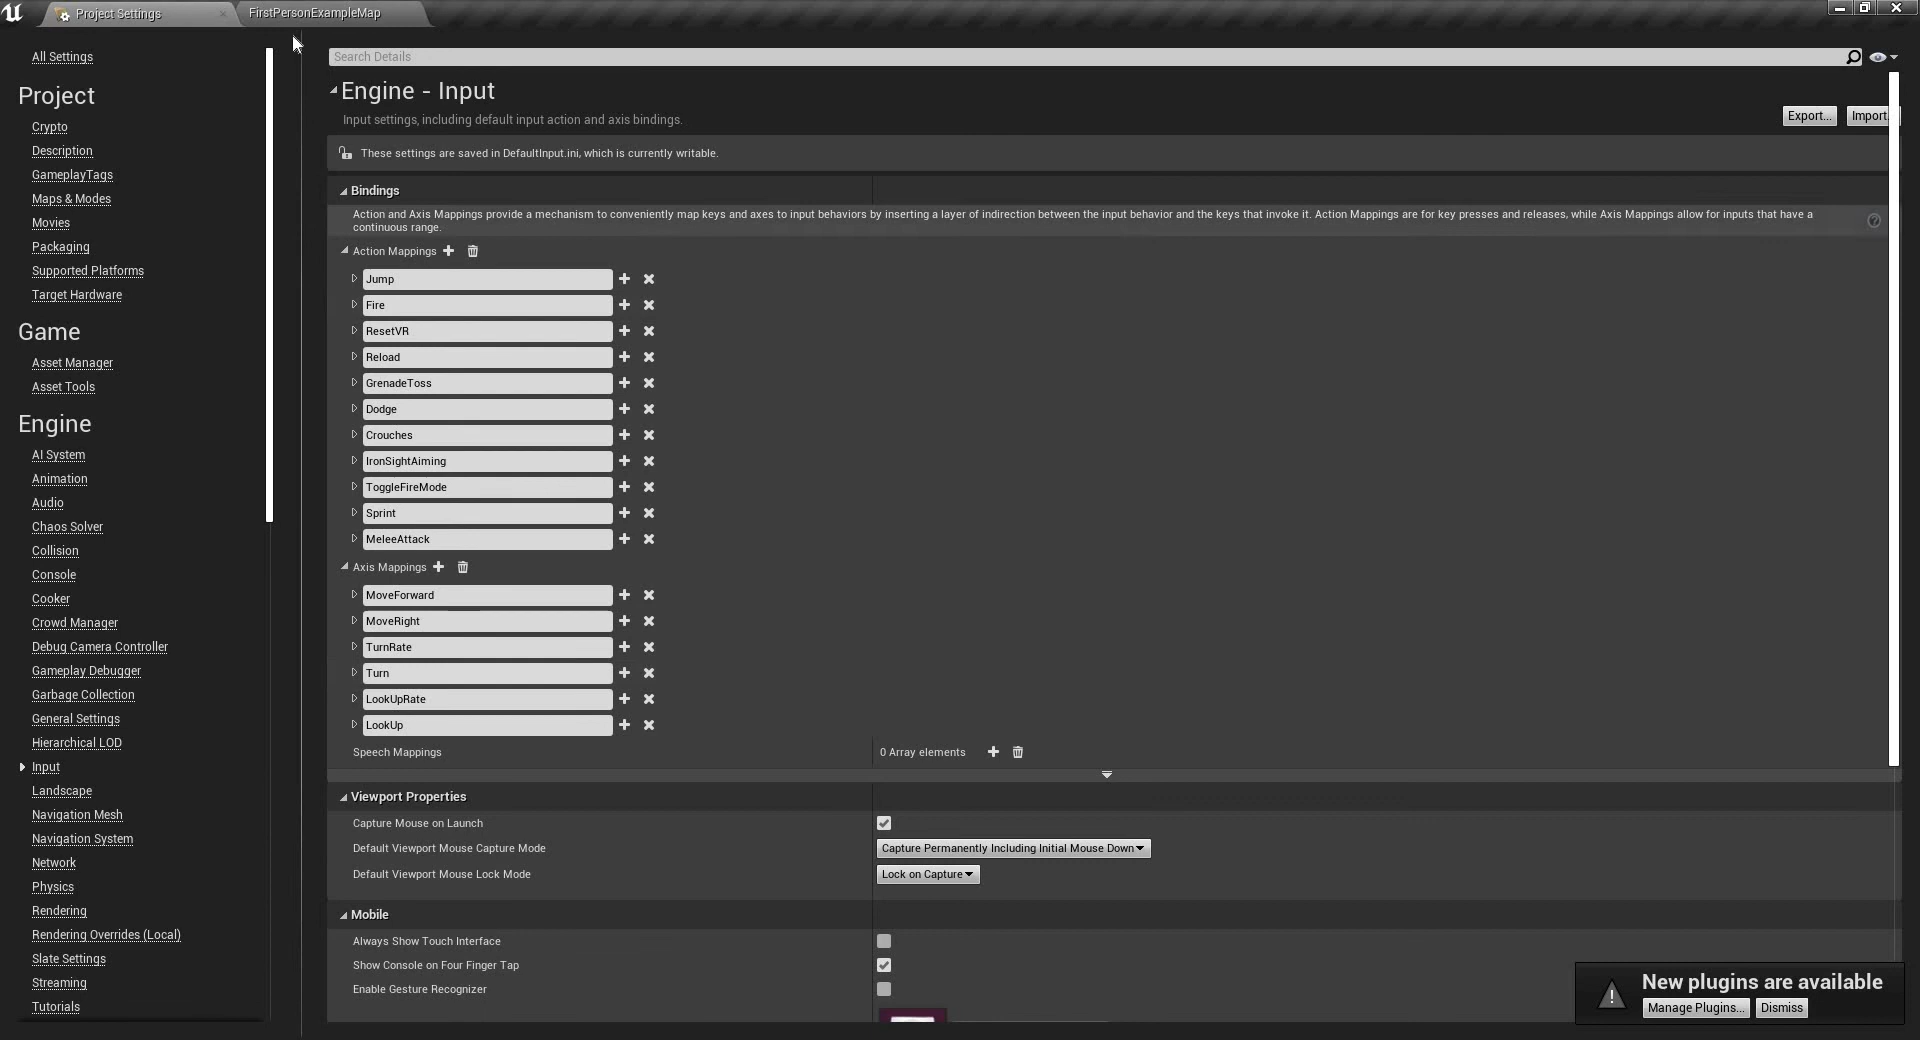 Project Settings
FirstPersonExampleMap
All Settings
Project
Crypto
Description
GameplayTags
Maps & Modes
Movies
Packaging
Supported Platforms
Target Hardware
Game
Asset Manager
Asset Tools
Engine
AI System
Animation
Audio
Chaos Solver
Collision
Console
Cooker
Crowd Manager
Debug Camera Controller
Gameplay Debugger
Garbage Collection
General Settings
Hierarchical LOD
Input
Landscape
Navigation Mesh
Navigation System
Network
Physics
Rendering
Rendering Overrides (Local)
Slate Settings
Streaming
Tutorials
Search Details
Engine - Input
Input settings, including default input action and axis bindings.
Export...
Import
These settings are saved in DefaultInput.ini, which is currently writable.
Bindings
Action and Axis Mappings provide a mechanism to conveniently map keys and axes to input behaviors by inserting a layer of indirection between the input behavior and the keys that invoke it. Action Mappings are for key presses and releases, while Axis Mappings allow for inputs that have a
continuous range.
Action Mappings
Jump
Fire
ResetVR
Reload
GrenadeToss
Dodge
Crouches
IronSightAiming
ToggleFireMode
Sprint
MeleeAttack
Axis Mappings
MoveForward
MoveRight
TurnRate
Turn
LookUpRate
LookUp
Speech Mappings
0 Array elements
Viewport Properties
Capture Mouse on Launch
Default Viewport Mouse Capture Mode
Capture Permanently Including Initial Mouse Down
Default Viewport Mouse Lock Mode
Lock on Capture
Mobile
Always Show Touch Interface
Show Console on Four Finger Tap
Enable Gesture Recognizer
New plugins are available
Manage Plugins...
Dismiss